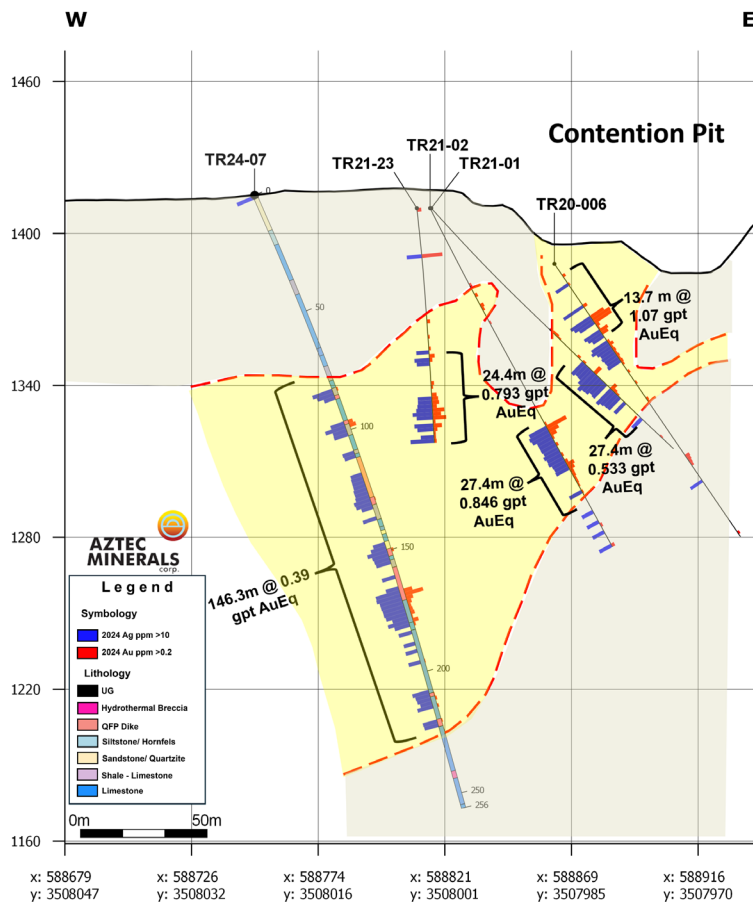 W
E
1460
Contention Pit
TR21-02
TR24-07
TR21-23
TR21-01
0
TR20-006
1400
13.7 m @
1.07 gpt
AuEq
50
24.4m @
0.793 gpt
AuEq
1340
100
27.4m @
0.533 gpt
AuEq
27.4m @
0.846 gpt
AuEq
1280
AZTEC
MINERALS
corp.
150
146.3m @ 0.39
gpt AuEq
Legend
Symbology
2024 Ag ppm >10
2024 Au ppm >0.2
Lithology
UG
Hydrothermal Breccia
QFP Dike
Siltstone/ Hornfels
Sandstone/ Quartzite
Shale - Limestone
Limestone
200
1220
250
256
0m
50m
1160
x: 588679
y: 3508047
x: 588726
y: 3508032
x: 588774
y: 3508016
x: 588821
y: 3508001
x: 588869
y: 3507985
x: 588916
y: 3507970